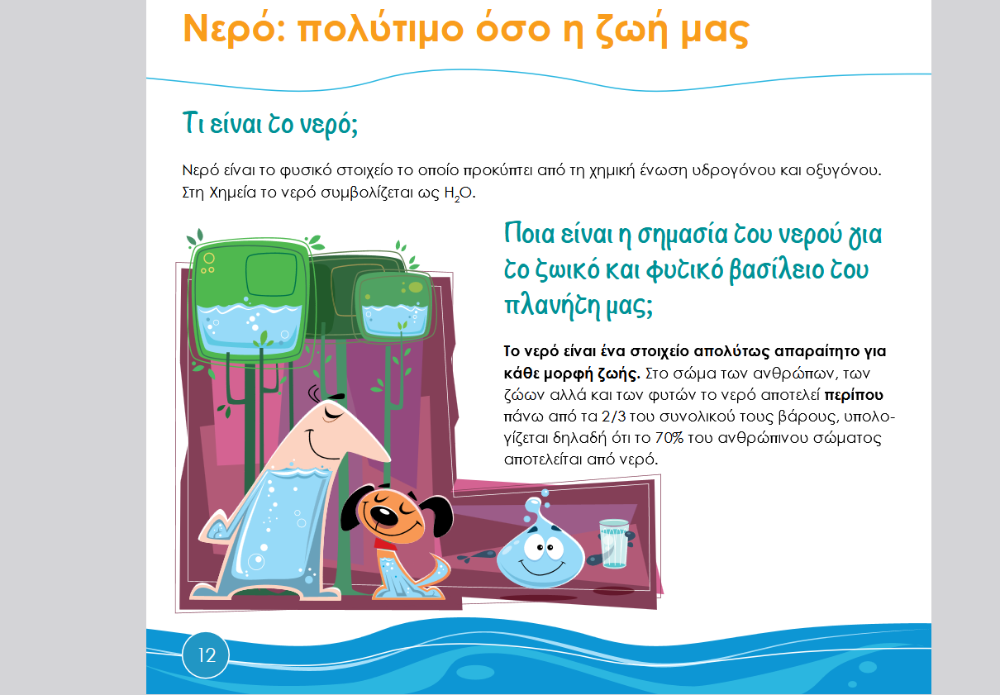 Νερό: πολύτιμο όσο η ζωή μας
Τι είναι το νερό;
Νερό είναι το φυσικό στοιχείο το οποίο προκύπτει από τη χημική ένωση υδρογόνου και οξυγόνου.
Στη Χημεία το νερό συμβολίζεται ως H₂O.
Ποια είναι η σημασία του νερού για
το ζωικό και φυτικό βασίλειο του
πλανήτη μας;
Το νερό είναι ένα στοιχείο απολύτως απαραίτητο για
κάθε μορφή ζωής. Στο σώμα των ανθρώπων, των
ζώων αλλά και των φυτών το νερό αποτελεί περίπου
πάνω από τα 2/3 του συνολικού τους βάρους, υπολο-
γίζεται δηλαδή ότι το 70% του ανθρώπινου σώματος
αποτελείται από νερό.
12